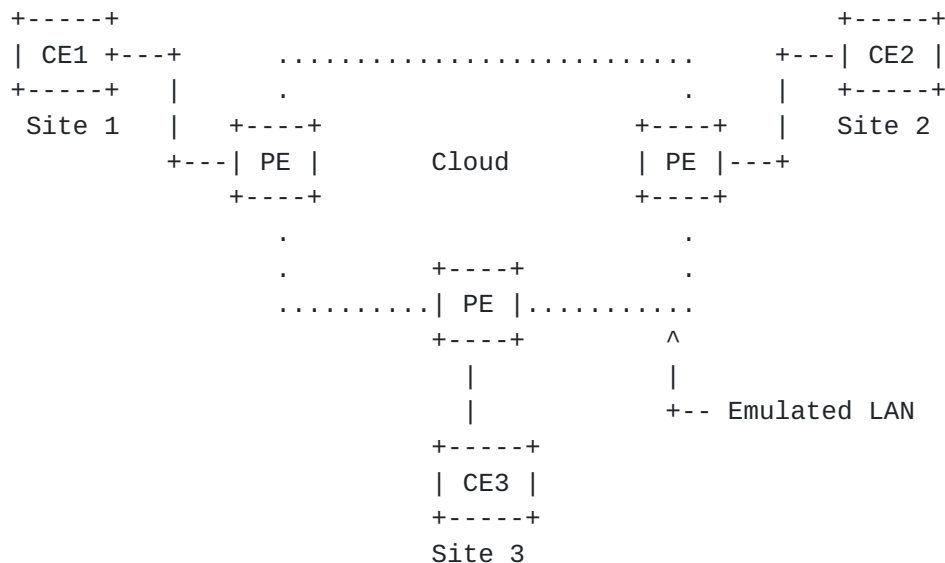 CE1 CE2
Site 1 Site 2
PE Cloud PE
PE
Emulated LAN
CE3
Site 3